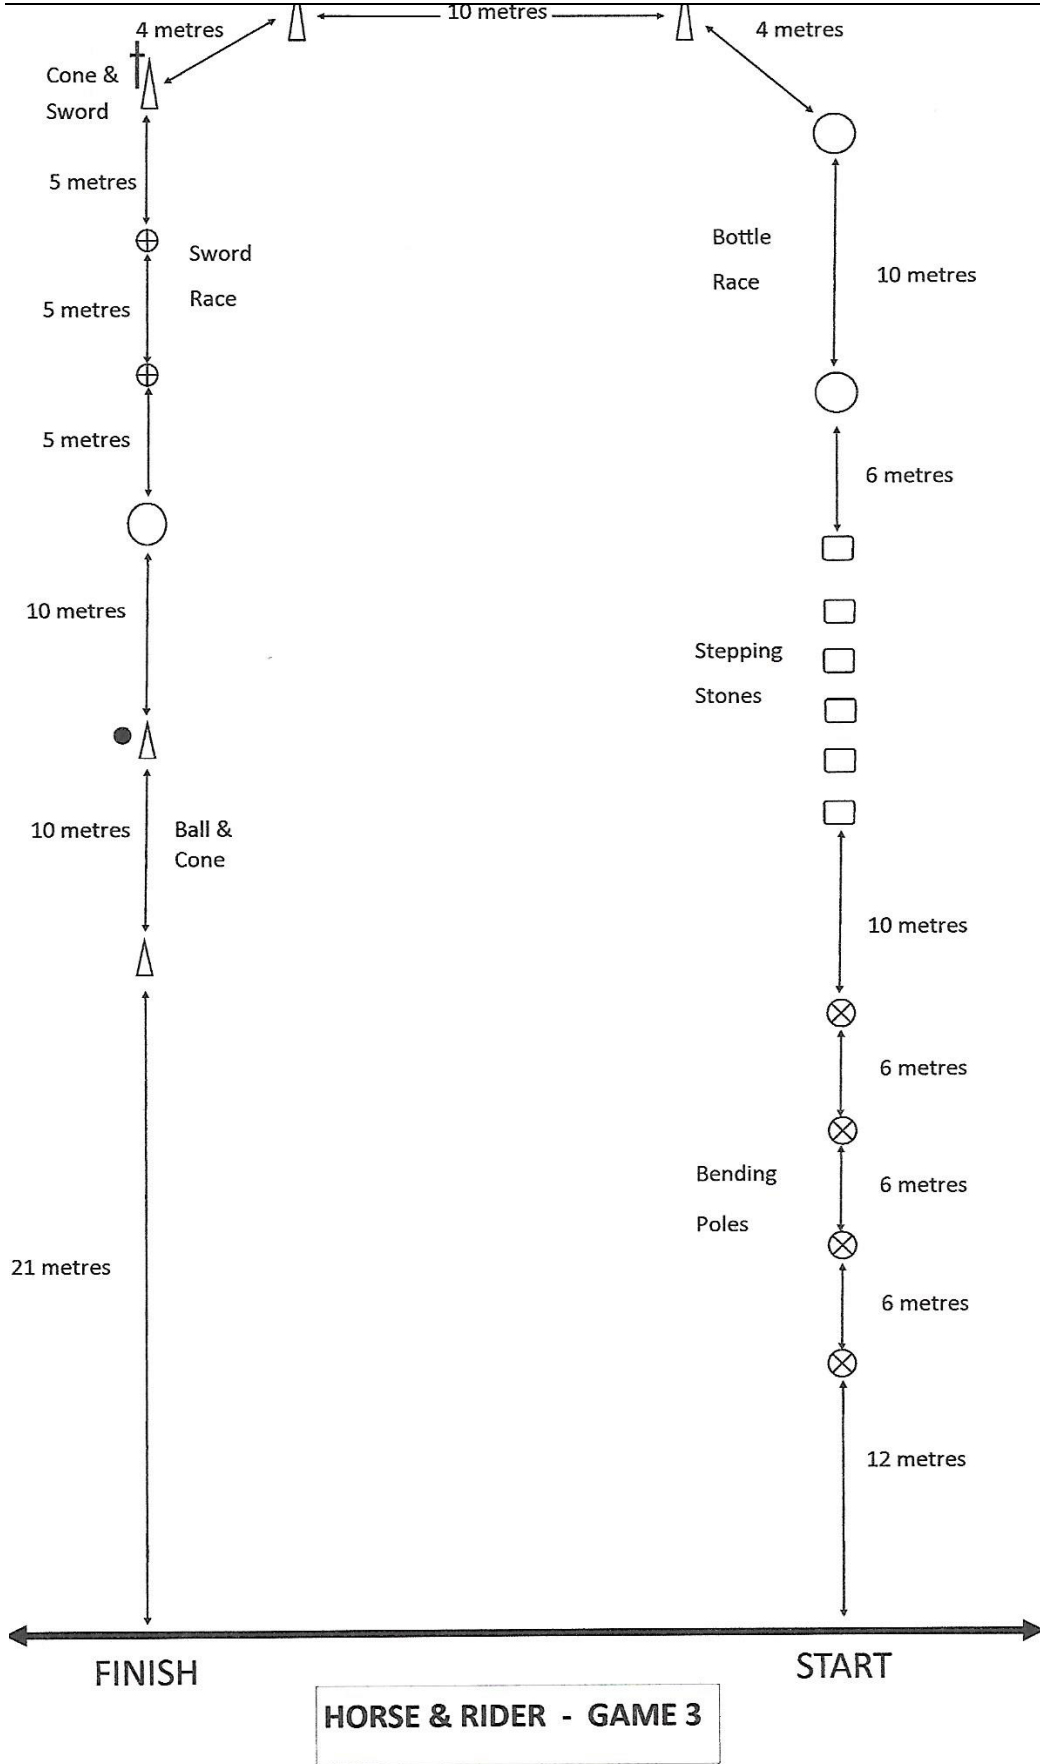 4 metres
10 metres
4 metres
Cone &
Sword
5 metres
Sword
Race
5 metres
5 metres
10 metres
10 metres
Ball &
Cone
21 metres
Bottle
Race
10 metres
6 metres
Stepping
Stones
10 metres
6 metres
Bending
Poles
6 metres
6 metres
12 metres
FINISH
START
HORSE & RIDER - GAME 3